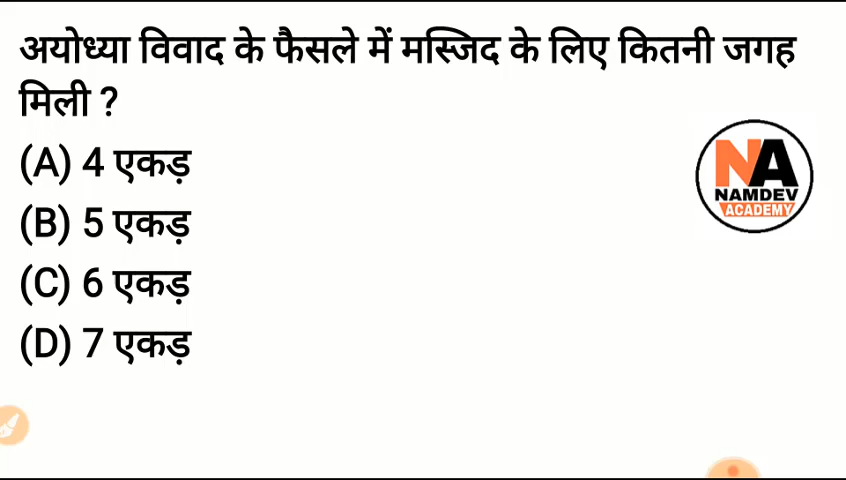 अयोध्या विवाद के फैसले में मस्जिद के लिए कितनी जगह
मिली ?
(A) 4 एकड़
(B) 5 एकड़
(C) 6 एकड़
(D) 7 एकड़
NA
NAMDEV
ACADEMY